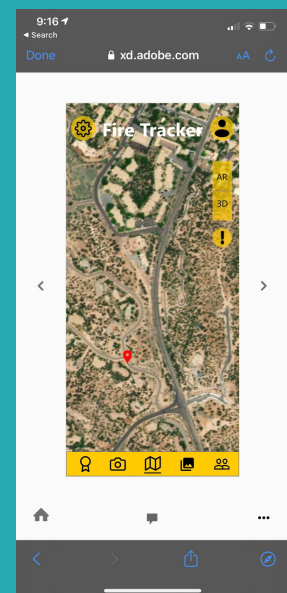 9:16
◀ Search
Done
xd.adobe.com
AA
Fire Tracker
AR
3D
!